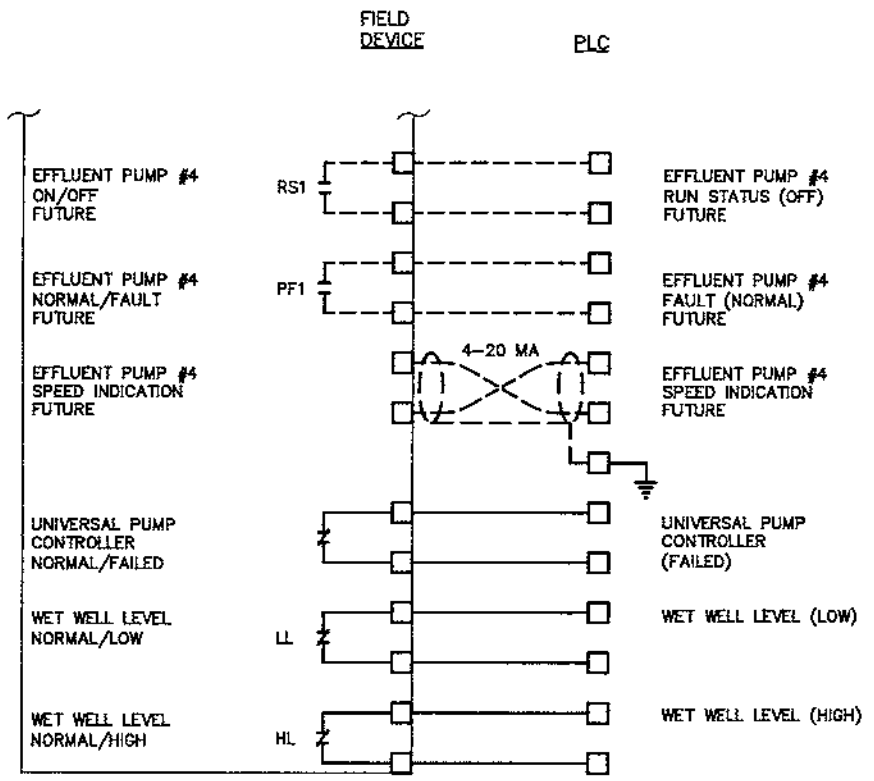 FIELD
DEVICE
PLC
EFFLUENT PUMP #4
ON/OFF
FUTURE
RS1
EFFLUENT PUMP #4
RUN STATUS (OFF)
FUTURE
EFFLUENT PUMP #4
NORMAL/FAULT
FUTURE
PF1
EFFLUENT PUMP #4
FAULT (NORMAL)
FUTURE
EFFLUENT PUMP #4
SPEED INDICATION
FUTURE
4-20 MA
EFFLUENT PUMP #4
SPEED INDICATION
FUTURE
UNIVERSAL PUMP
CONTROLLER
NORMAL/FAILED
UNIVERSAL PUMP
CONTROLLER
(FAILED)
WET WELL LEVEL
NORMAL/LOW
LL
WET WELL LEVEL (LOW)
WET WELL LEVEL
NORMAL/HIGH
HL
WET WELL LEVEL (HIGH)